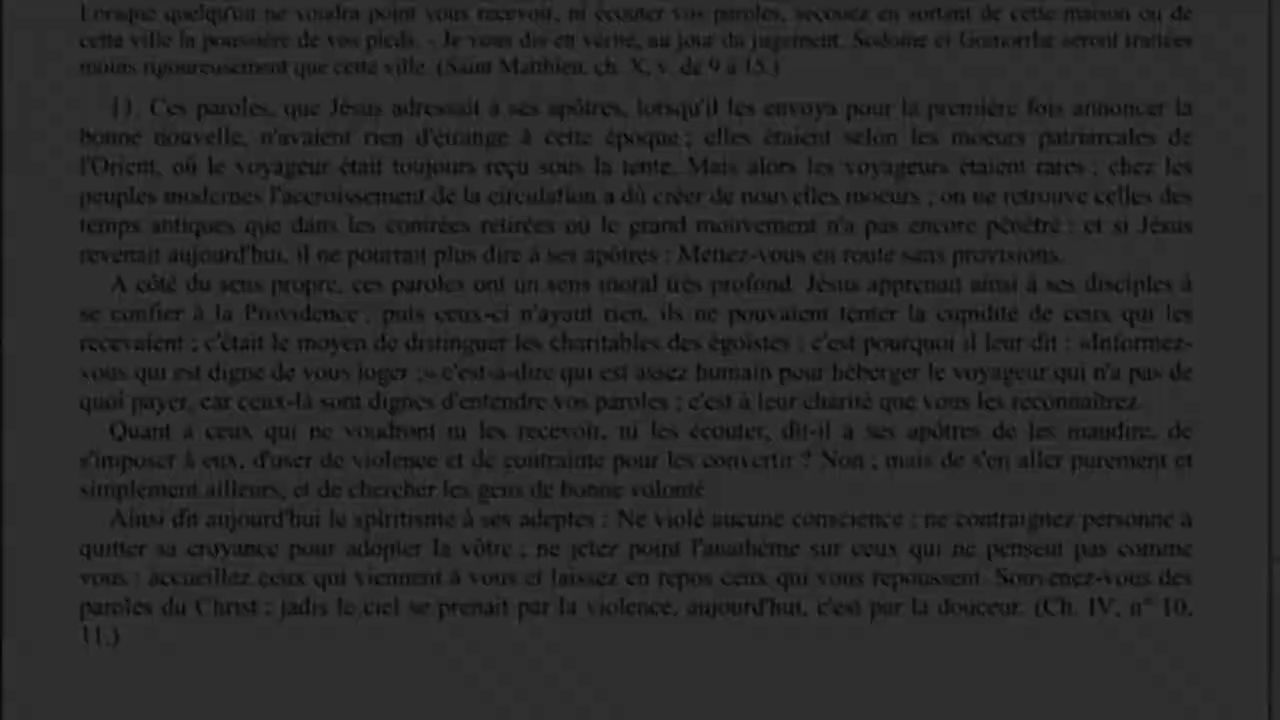 Lorsque quelqu'un ne voudra point vous recevoir, ni écouter vos paroles, secouez en sortant de cette maison ou de
cette ville la poussière de vos pieds. - Je vous dis en vérité, au jour du jugement, Sodome et Gomorrhe seront traitées
moins rigoureusement que cette ville. (Saint Matthieu, ch. X, v. de 9 à 15.)
11. Ces paroles, que Jésus adressait à ses apôtres, lorsqu'il les envoya pour la première fois annoncer la
bonne nouvelle, n'avaient rien d'étrange à cette époque ; elles étaient selon les moeurs patriarcales de
l'Orient, où le voyageur était toujours reçu sous la tente. Mais alors les voyageurs étaient rares ; chez les
peuples modernes l'accroissement de la circulation a dû créer de nouvelles moeurs ; on ne retrouve celles des
temps antiques que dans les contrées retirées où le grand mouvement n'a pas encore pénétré ; et si Jésus
revenait aujourd'hui, il ne pourrait plus dire à ses apôtres : Mettez-vous en route sans provisions.
A côté du sens propre, ces paroles ont un sens moral très profond. Jésus apprenait ainsi à ses disciples à
se confier à la Providence ; puis ceux-ci n'ayant rien, ils ne pouvaient tenter la cupidité de ceux qui les
recevaient ; c'était le moyen de distinguer les charitables des égoïstes ; c'est pourquoi il leur dit : «Informez-
vous qui est digne de vous loger ;» c'est-à-dire qui est assez humain pour héberger le voyageur qui n'a pas de
quoi payer, car ceux-là sont dignes d'entendre vos paroles ; c'est à leur charité que vous les reconnaîtrez.
Quant à ceux qui ne voudront ni les recevoir, ni les écouter, dit-il à ses apôtres de les maudire, de
s'imposer à eux, d'user de violence et de contrainte pour les convertir ? Non ; mais de s'en aller purement et
simplement ailleurs, et de chercher les gens de bonne volonté.
Ainsi dit aujourd'hui le spiritisme à ses adeptes : Ne violé aucune conscience ; ne contraignez personne à
quitter sa croyance pour adopter la vôtre ; ne jeter point l'anathème sur ceux qui ne pensent pas comme
vous ; accueillez ceux qui viennent à vous et laissez en repos ceux qui vous repoussent. Souvenez-vous des
paroles du Christ ; jadis le ciel se prenait par la violence, aujourd'hui, c'est par la douceur. (Ch. IV, n° 10,
11.)